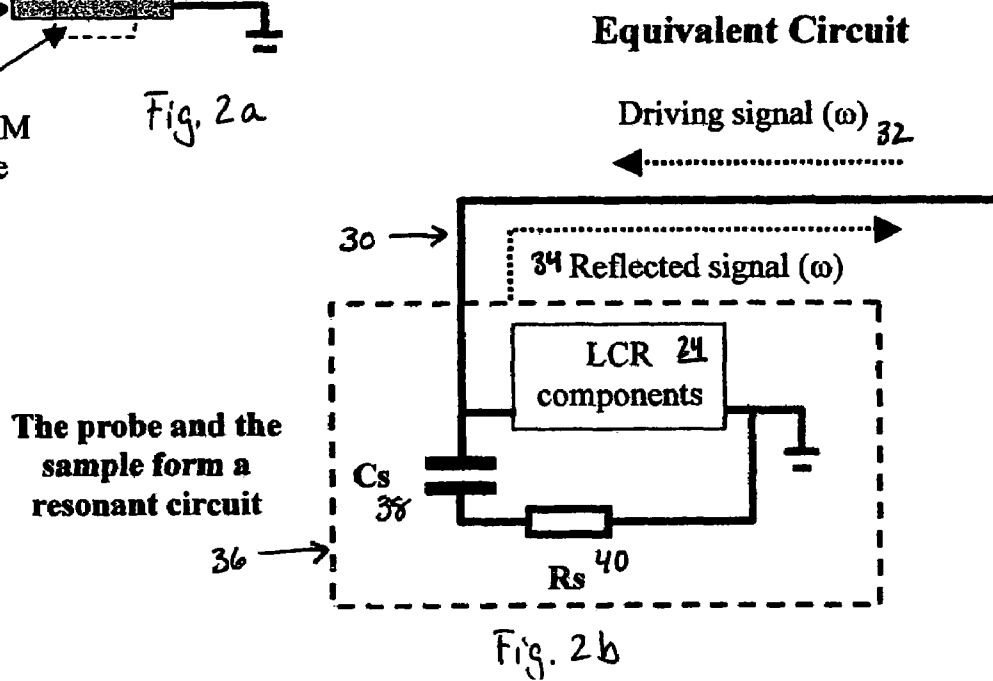 Equivalent Circuit
Fig. 2a
M
e
Driving signal (ω) 32
30
34 Reflected signal (ω)
LCR 24
components
The probe and the
sample form a
resonant circuit
Cs
38
36
Rs 40
Fig. 2b